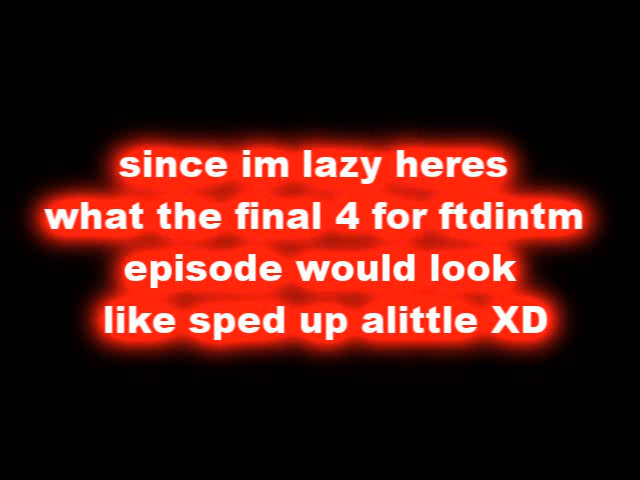 since im lazy heres
what the final 4 for ftdintm
episode would look
like sped up alittle XD